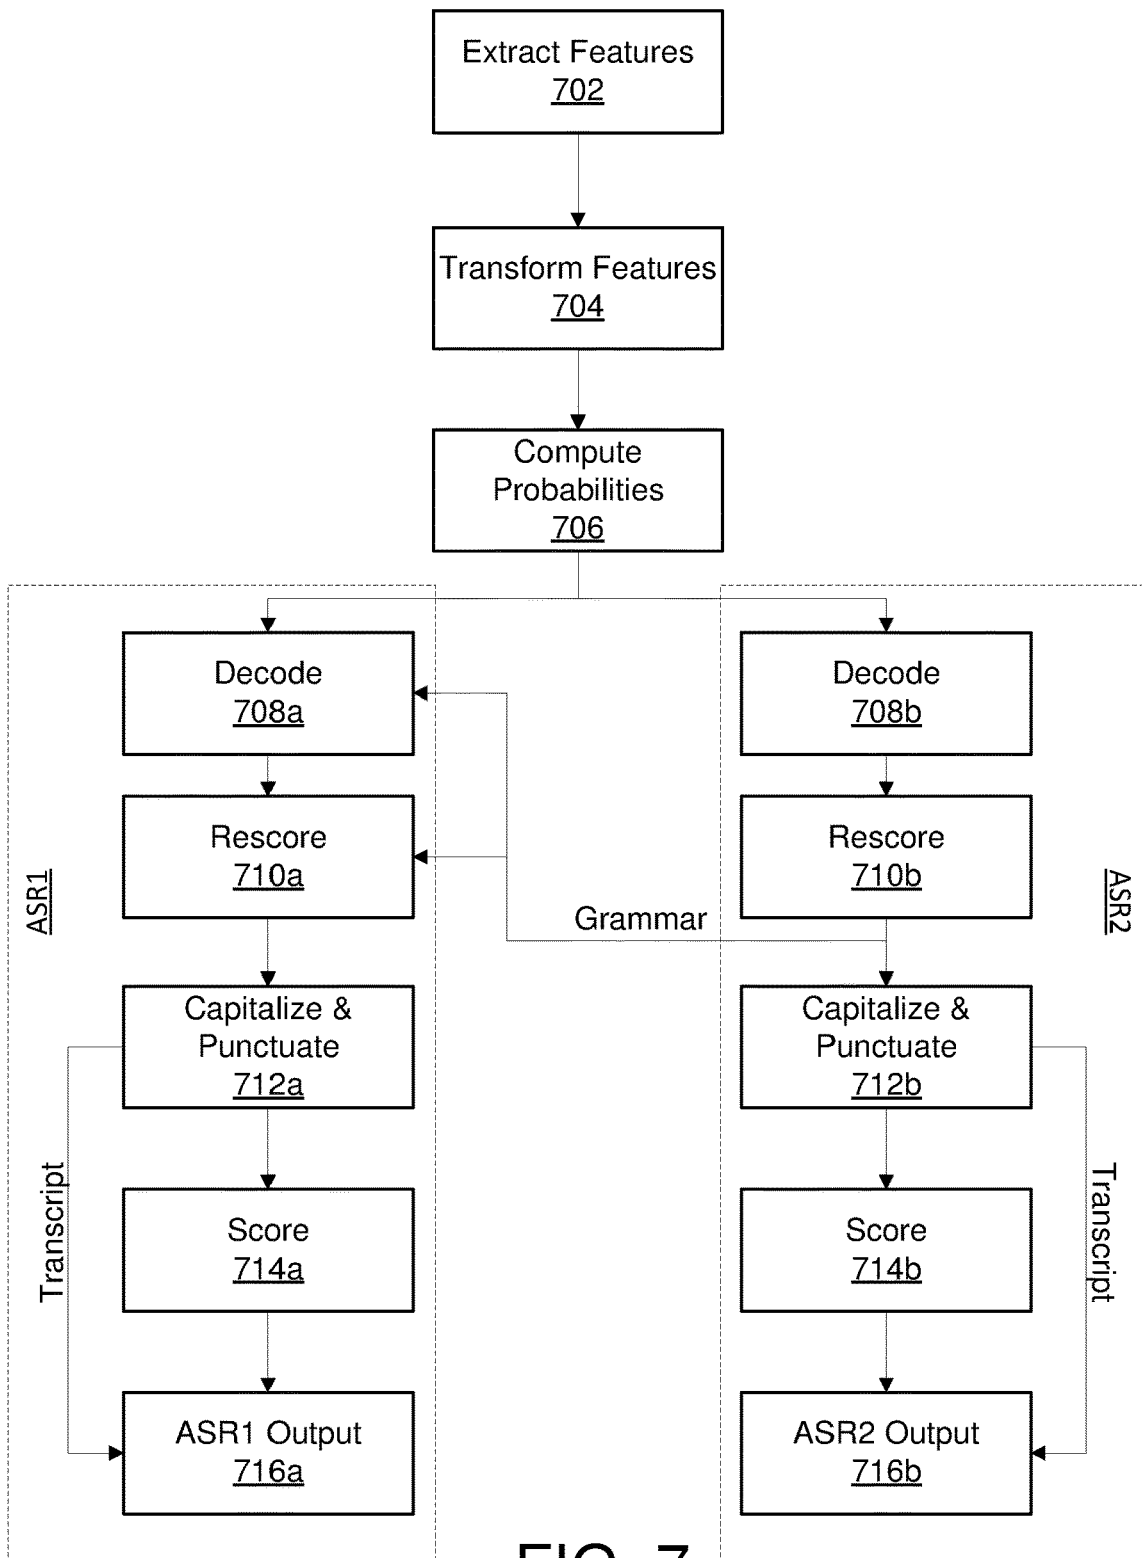 Extract Features
702
Transform Features
704
Compute
Probabilities
706
Decode
708a
Decode
708b
Rescore
710a
Rescore
710b
ASR1
ASR2
Grammar
Capitalize &
Punctuate
712a
Capitalize &
Punctuate
712b
Transcript
Transcript
Score
714a
Score
714b
ASR1 Output
716a
ASR2 Output
716b
FIG. 7